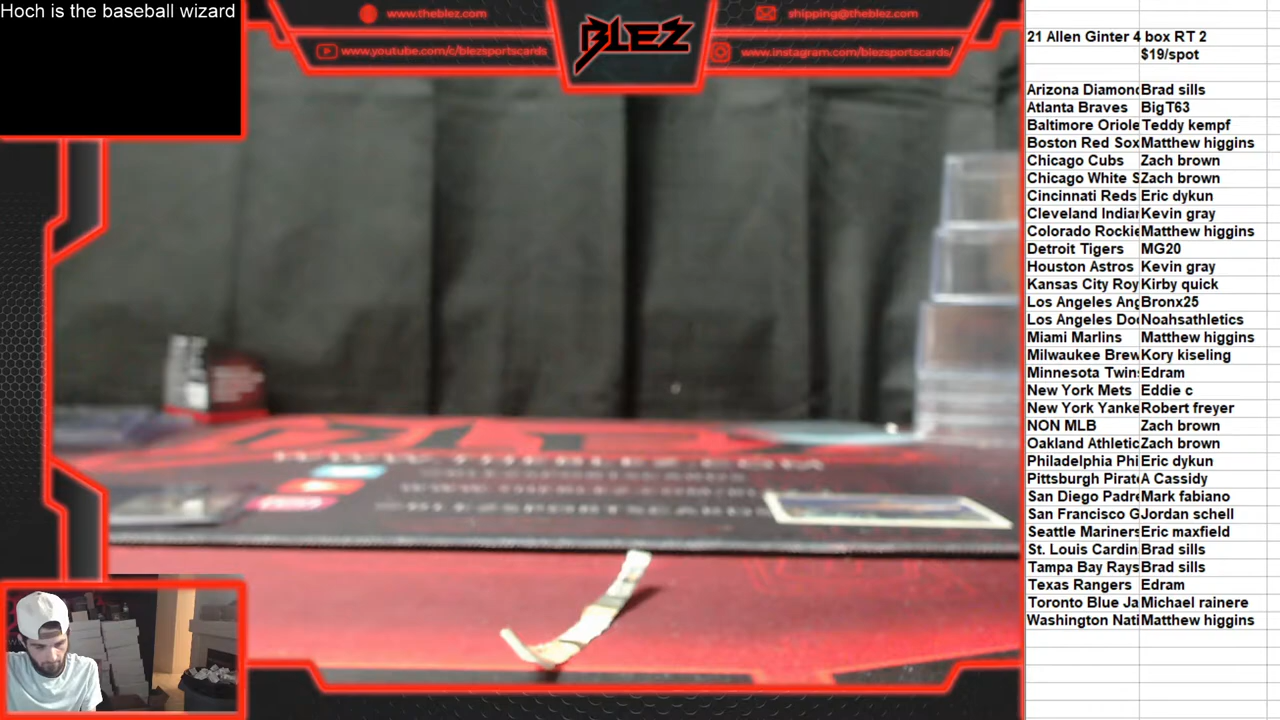 Hoch is the baseball wizard
www.theblez.com
shipping@theblez.com
www.youtube.com/c/blezsportscards
www.instagram.com/blezsportscards/
BLEZ
21 Allen Ginter 4 box RT 2
$19/spot
Arizona Diamond Brad sills
Atlanta Braves BigT63
Baltimore Oriole Teddy kempf
Boston Red Sox Matthew higgins
Chicago Cubs Zach brown
Chicago White S Zach brown
Cincinnati Reds Eric dykun
Cleveland Indian Kevin gray
Colorado Rockie Matthew higgins
Detroit Tigers MG20
Houston Astros Kevin gray
Kansas City Roy Kirby quick
Los Angeles Ang Bronx25
Los Angeles Dod Noahsathletics
Miami Marlins Matthew higgins
Milwaukee Brew Kory kiseling
Minnesota Twins Edram
New York Mets Eddie c
New York Yanke Robert freyer
NON MLB Zach brown
Oakland Athletic Zach brown
Philadelphia Phi Eric dykun
Pittsburgh Pirat A Cassidy
San Diego Padre Mark fabiano
San Francisco G Jordan schell
Seattle Mariners Eric maxfield
St. Louis Cardin Brad sills
Tampa Bay Rays Brad sills
Texas Rangers Edram
Toronto Blue Ja Michael rainere
Washington Nati Matthew higgins